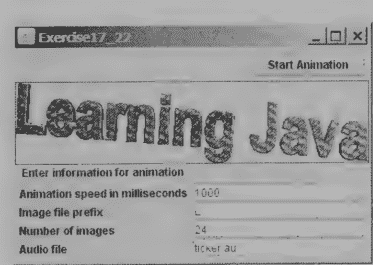 Exercise17_22
Start Animation
Learning Java
Enter information for animation
Animation speed in milliseconds 1000
Image file prefix L
Number of images 24
Audio file ticker.au